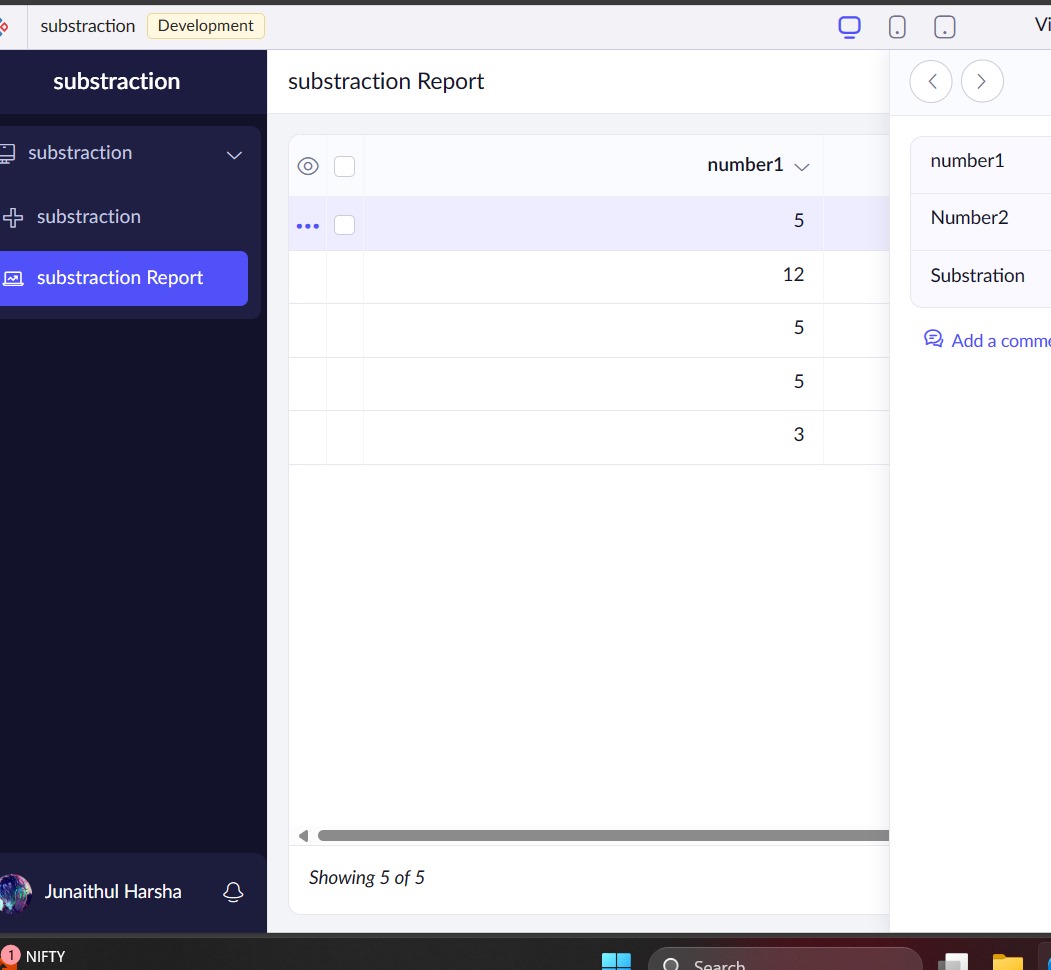 substraction Development
Vi
substraction
substraction Report
substraction
number1
number1
substraction
5
Number2
substraction Report
12
Substration
5
Add a comme
5
3
Showing 5 of 5
Junaithul Harsha
1 NIFTY
Search